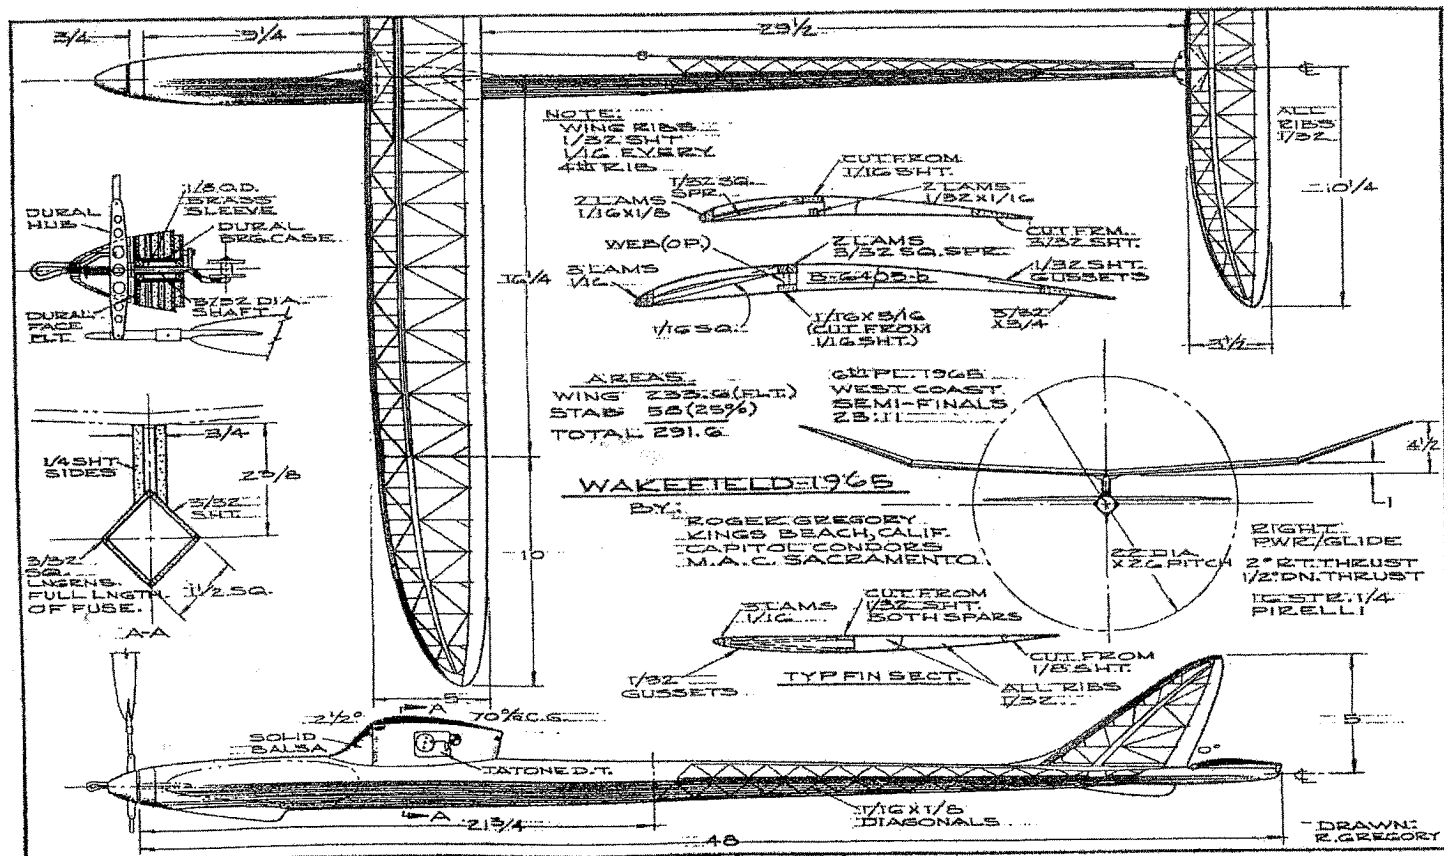 3/4
9 1/4
29 1/2
℄
NOTE:
WING RIBS
1/32 SHT
1/16 EVERY
4TH RIB
ALL
RIBS
1/32
10 1/4
3 1/2
CUT FROM
1/16 SHT.
1/32 SQ.
SPR.
2 LAMS
1/16 X 1/8
2 LAMS
1/32 X 1/16
CUT FRM.
3/32 SHT.
WEB (OP.)
2 LAMS
3/32 SQ. SPR.
3 LAMS
1/16
B-6405-b
1/32 SHT.
GUSSETS
1/16 SQ.
1/16 X 3/16
(CUT FROM
1/16 SHT.)
X 3/4
DURAL
HUB
1/8 O.D.
BRASS
SLEEVE
DURAL
BRG. CASE
3/32 DIA.
SHAFT
DURAL
FACE
PLT.
16 1/4
10
5
AREAS
WING 233.6 (FLT)
STAB 58 (25%)
TOTAL 291.6
6TH PL. 1965
WEST COAST
SEMI-FINALS
28:11
4 1/2
1
WAKEFIELD-1965
BY:
ROGER GREGORY
KINGS BEACH, CALIF.
CAPITOL CONDORS
M.A.C. SACRAMENTO
22 DIA.
X 26 PITCH
RIGHT
PWR/GLIDE
2° RT. THRUST
1/2° DN. THRUST
16 STR. 1/4
PIRELLI
3/4
1/4 SHT
SIDES
2 3/8
3/32
SHT.
3/32
SQ.
LNGRNS.
FULL LNGTH.
OF FUSE.
1 1/2 SQ.
A-A
3 LAMS
1/16
CUT FROM
1/32 SHT.
BOTH SPARS
1/32
GUSSETS
TYP FIN SECT.
CUT FROM
1/8 SHT.
ALL RIBS
1/32
2 1/2°
A
70% C.G.
SOLID
BALSA
TATONE D.T.
A
0°
5
℄
1/16 X 1/8
DIAGONALS
21 3/4
48
DRAWN:
R. GREGORY